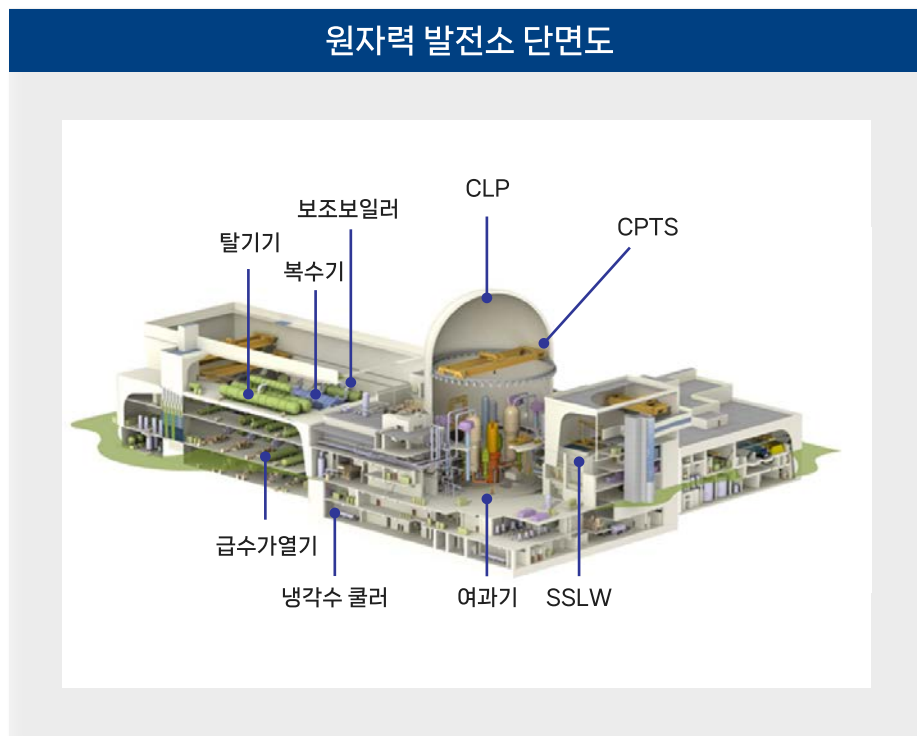 원자력 발전소 단면도
CLP
보조보일러
CPTS
탈기기
복수기
급수가열기
냉각수 쿨러
여과기
SSLW